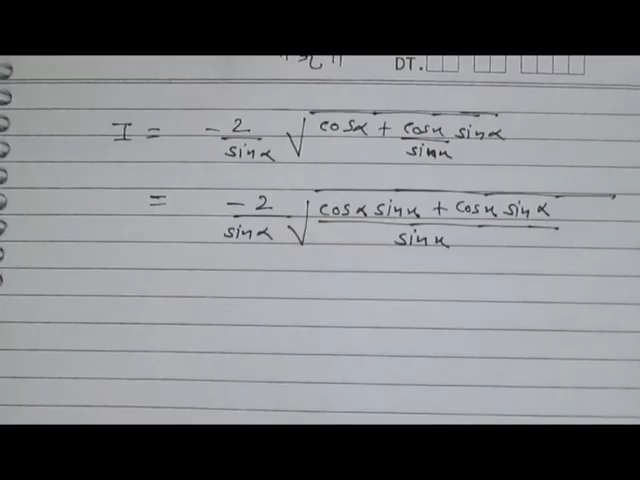 DT.
I = -2/sinα √(cosα + cosx/sinx sinα)
= -2/sinα √((cosα sinx + cosx sinα)/sinx)